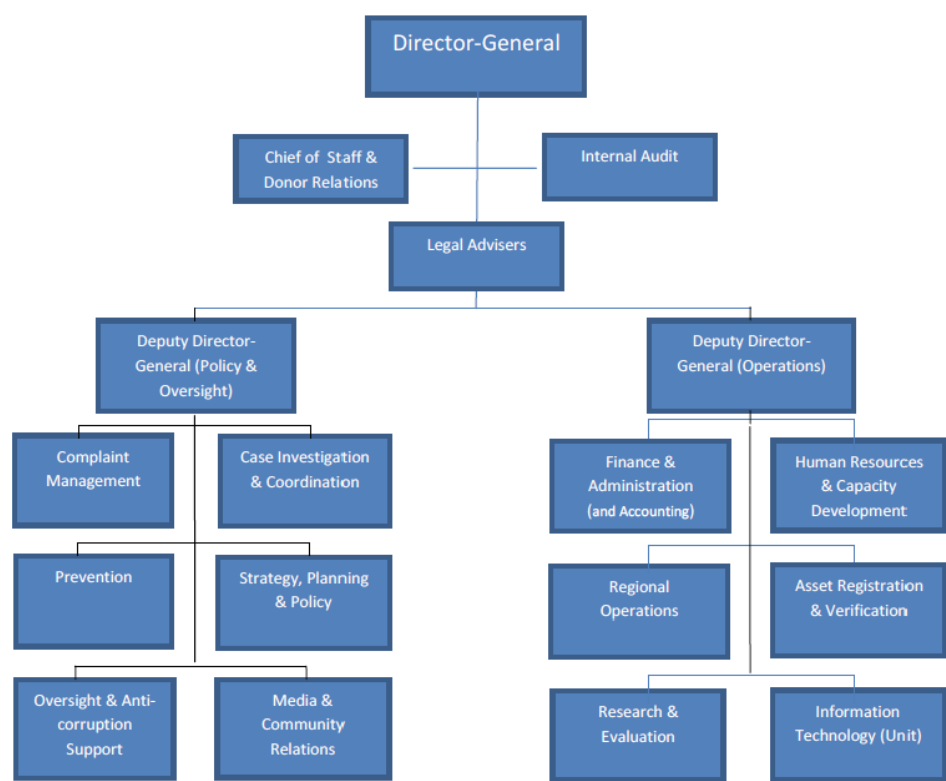 Director-General
Chief of Staff &
Donor Relations
Internal Audit
Legal Advisers
Deputy Director-
General (Policy &
Oversight)
Deputy Director-
General (Operations)
Complaint
Management
Case Investigation
& Coordination
Finance &
Administration
(and Accounting)
Human Resources
& Capacity
Development
Prevention
Strategy, Planning
& Policy
Regional
Operations
Asset Registration
& Verification
Oversight & Anti-
corruption
Support
Media &
Community
Relations
Research &
Evaluation
Information
Technology (Unit)